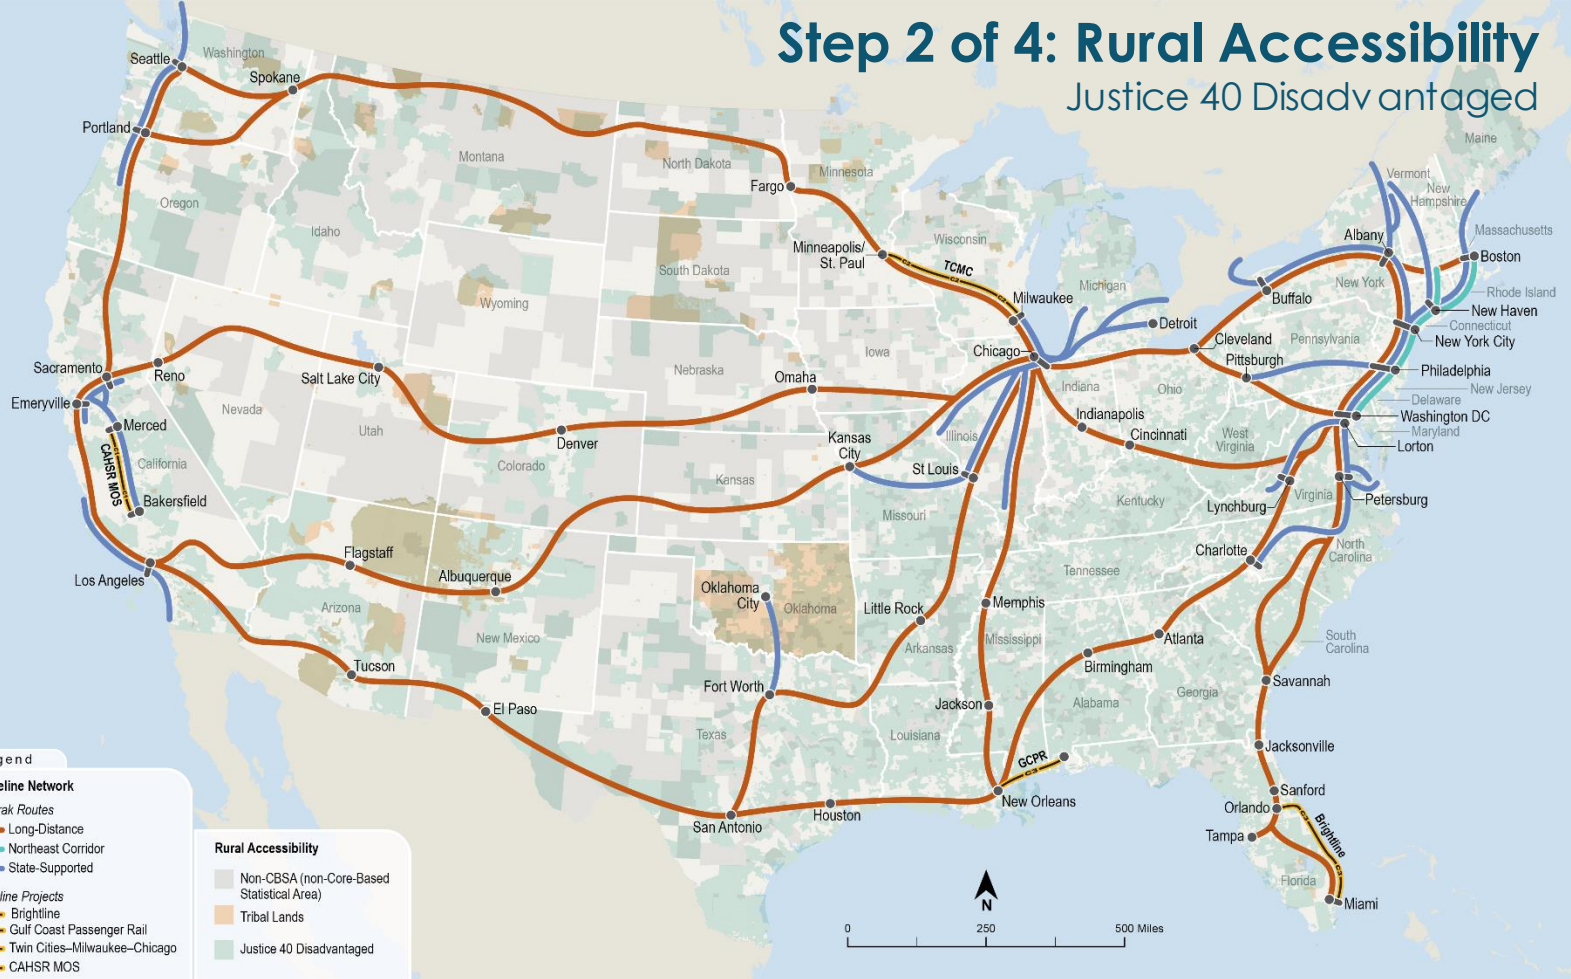 Step 2 of 4: Rural Accessibility
Justice 40 Disadvantaged
Seattle
Washington
Spokane
Portland
Montana
North Dakota
Minnesota
Maine
Vermont
New
Hampshire
Fargo
Oregon
Idaho
Minneapolis/
St. Paul
Wisconsin
TCMC
South Dakota
Wyoming
Milwaukee
Michigan
Albany
Massachusetts
Boston
New York
Rhode Island
Buffalo
New Haven
Connecticut
New York City
Detroit
Cleveland
Pennsylvania
Pittsburgh
Philadelphia
New Jersey
Delaware
Washington DC
Maryland
Lorton
Chicago
Iowa
Nebraska
Omaha
Sacramento
Reno
Salt Lake City
Emeryville
Nevada
Merced
Utah
Denver
Colorado
California
CAHSR MOS
Bakersfield
Kansas
City
Kansas
Illinois
Indiana
Ohio
Indianapolis
Cincinnati
West
Virginia
St Louis
Missouri
Kentucky
Lynchburg
Virginia
Petersburg
Los Angeles
Flagstaff
Albuquerque
Arizona
New Mexico
Tucson
El Paso
Oklahoma
City
Oklahoma
Little Rock
Arkansas
Memphis
Tennessee
Mississippi
Charlotte
North
Carolina
South
Carolina
Atlanta
Birmingham
Alabama
Georgia
Savannah
Fort Worth
Texas
Louisiana
Jackson
GCPR
New Orleans
Houston
San Antonio
Jacksonville
Sanford
Orlando
Brightline
Tampa
Florida
Miami
gend
eline Network
rak Routes
Long-Distance
Northeast Corridor
State-Supported
line Projects
Brightline
Gulf Coast Passenger Rail
Twin Cities–Milwaukee–Chicago
CAHSR MOS
Rural Accessibility
Non-CBSA (non-Core-Based
Statistical Area)
Tribal Lands
Justice 40 Disadvantaged
N
0 250 500 Miles